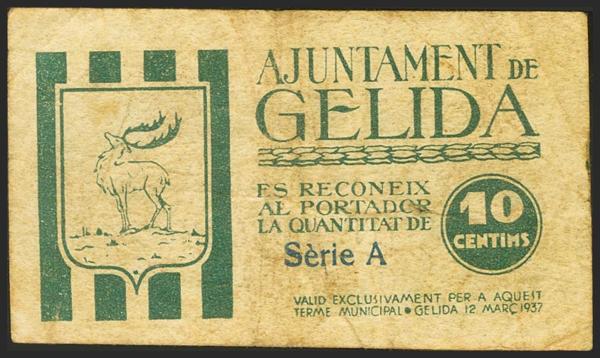 AJUNTAMENT DE
GELIDA
ES RECONEIX
AL PORTADOR
LA QUANTITAT DE
10
CENTIMS
Sèrie A
VALID EXCLUSIVAMENT PER A AQUEST
TERME MUNICIPAL • GELIDA 12 MARÇ 1937